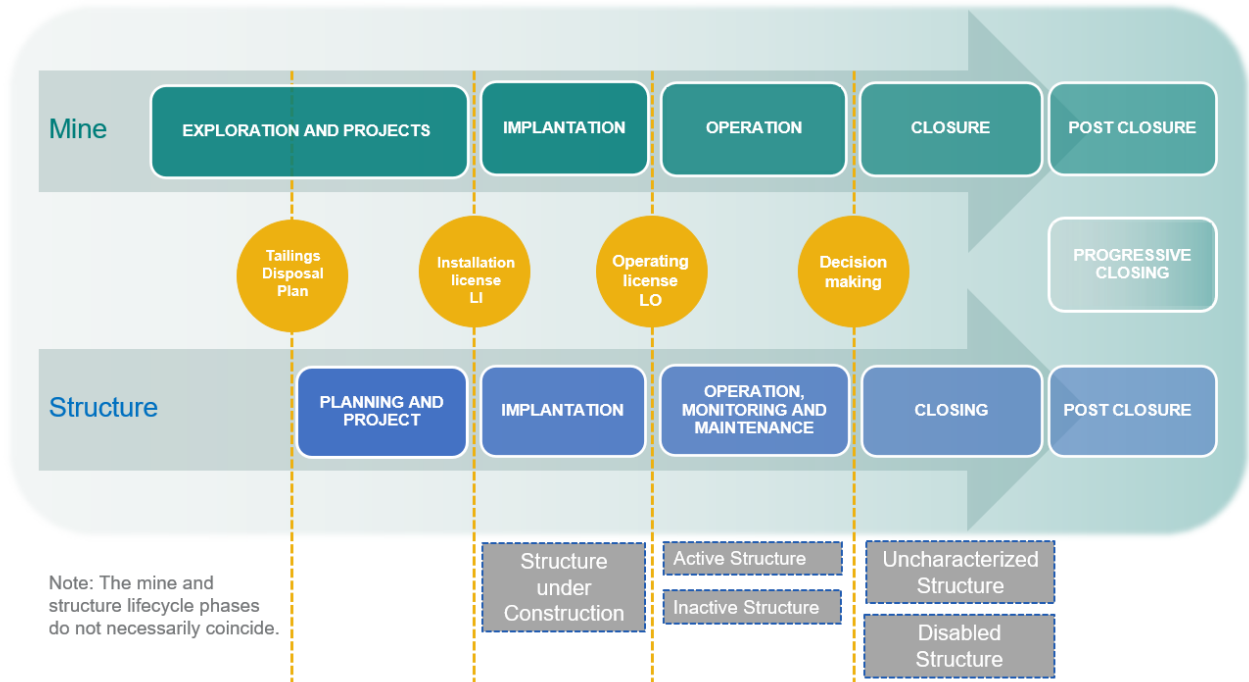 Mine
EXPLORATION AND PROJECTS
IMPLANTATION
OPERATION
CLOSURE
POST CLOSURE
Tailings
Disposal
Plan
Installation
license
LI
Operating
license
LO
Decision
making
PROGRESSIVE
CLOSING
Structure
PLANNING AND
PROJECT
IMPLANTATION
OPERATION,
MONITORING AND
MAINTENANCE
CLOSING
POST CLOSURE
Note: The mine and
structure lifecycle phases
do not necessarily coincide.
Structure
under
Construction
Active Structure
Inactive Structure
Uncharacterized
Structure
Disabled
Structure